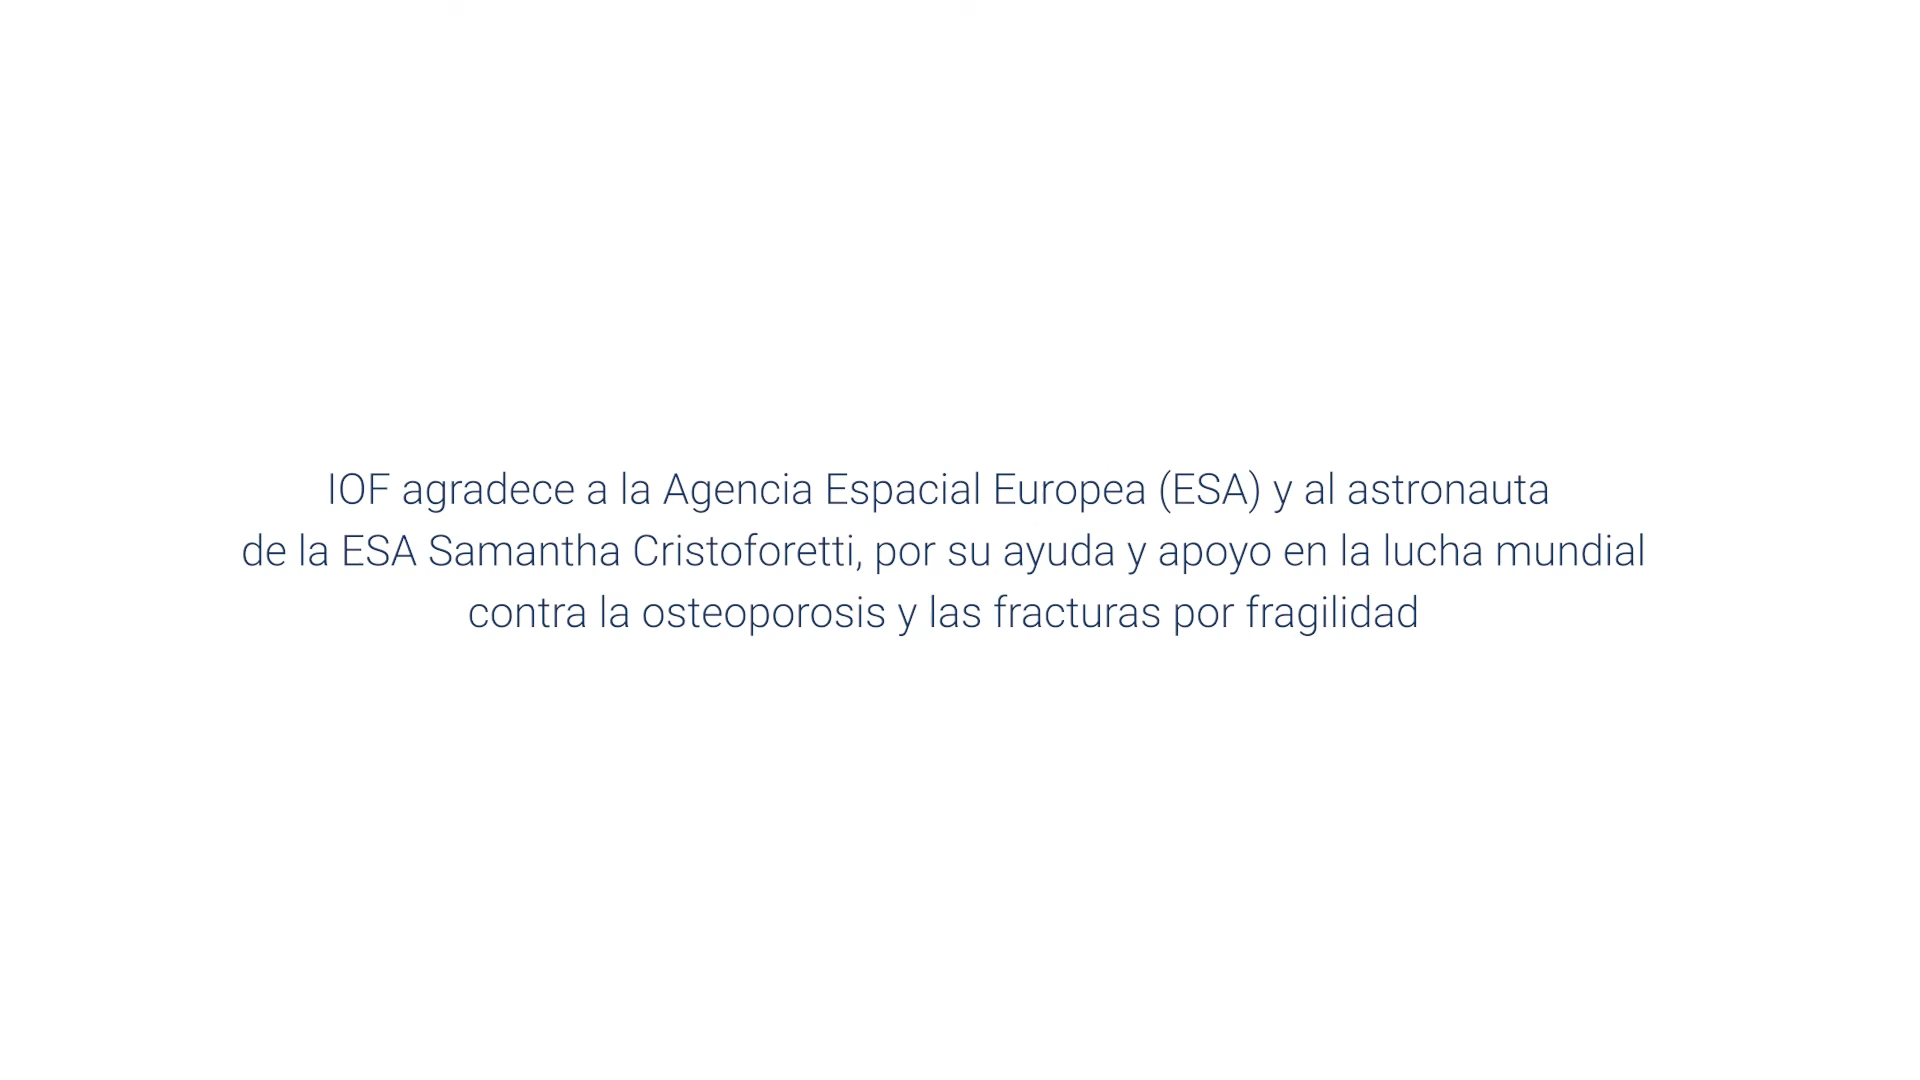 IOF agradece a la Agencia Espacial Europea (ESA) y al astronauta
de la ESA Samantha Cristoforetti, por su ayuda y apoyo en la lucha mundial
contra la osteoporosis y las fracturas por fragilidad